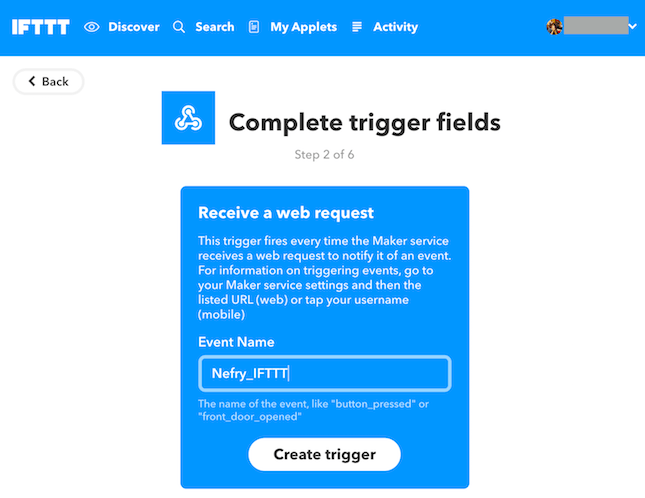 IFTTT Discover Search My Applets Activity
Back
Complete trigger fields
Step 2 of 6
Receive a web request
This trigger fires every time the Maker service
receives a web request to notify it of an event.
For information on triggering events, go to
your Maker service settings and then the
listed URL (web) or tap your username
(mobile)
Event Name
Nefry_IFTTT
The name of the event, like "button_pressed" or
"front_door_opened"
Create trigger